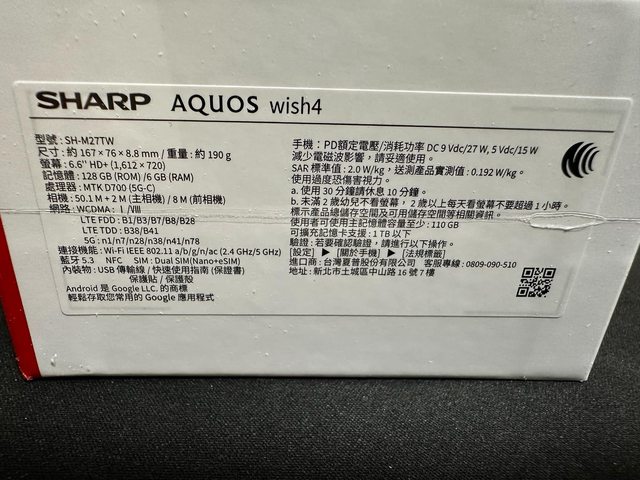 SHARP AQUOS wish4
型號：SH-M27TW
尺寸：約 167 × 76 × 8.8 mm / 重量：約 190 g
螢幕：6.6" HD+ (1,612 × 720)
記憶體：128 GB (ROM) / 6 GB (RAM)
處理器：MTK D700 (5G-C)
相機：50.1 M + 2 M (主相機) / 8 M (前相機)
網路：WCDMA：I /VIII
LTE FDD：B1/B3/B7/B8/B28
LTE TDD：B38/B41
5G：n1/n7/n28/n38/n41/n78
連接機能：Wi-Fi IEEE 802.11 a/b/g/n/ac (2.4 GHz/5 GHz)
藍牙 5.3 NFC SIM：Dual SIM(Nano+eSIM)
內裝物：USB 傳輸線 / 快速使用指南 (保證書)
保護貼 / 保護殼
Android 是 Google LLC. 的商標
輕鬆存取您常用的 Google 應用程式
手機：PD額定電壓/消耗功率 DC 9 Vdc/27 W, 5 Vdc/15 W
減少電磁波影響，請妥適使用。
SAR 標準值：2.0 W/kg，送測產品實測值：0.192 W/kg。
使用過度恐傷害視力。
a. 使用 30 分鐘請休息 10 分鐘。
b. 未滿 2 歲幼兒不看螢幕，2 歲以上每天看螢幕不要超過 1 小時。
標示產品總儲存空間及可用儲存空間等相關資訊。
使用者可使用儲存容量至少：110 GB
可擴充記憶卡支援：1 TB 以下
驗證：若要確認驗證，請進行以下操作。
[設定] ▶ [關於手機] ▶ [法規標籤]
進口商：台灣夏普股份有限公司 客服專線：0809-090-510
地址：新北市土城區中山路 16 號 7 樓